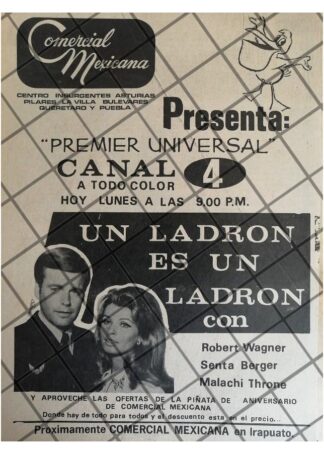 Comercial
Mexicana
CENTRO INSURGENTES ASTURIAS
PILARES LA VILLA BULEVARES
QUERETARO Y PUEBLA
Presenta:
"PREMIER UNIVERSAL"
CANAL 4
A TODO COLOR
HOY LUNES A LAS 9.00 P.M.
UN LADRON
ES UN
LADRON
con
Robert Wagner
Senta Berger
Malachi Throne
Y APROVECHE LAS OFERTAS DE LA PIÑATA DE ANIVERSARIO
DE COMERCIAL MEXICANA
Donde hay de todo para todos y el descuento esta en el precio...
Próximamente COMERCIAL MEXICANA en Irapuato.